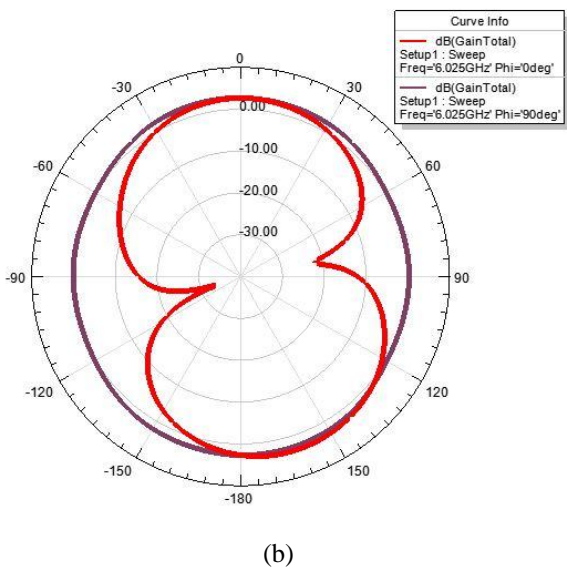 Curve Info
dB(GainTotal)
Setup1 : Sweep
Freq='6.025GHz' Phi='0deg'
dB(GainTotal)
Setup1 : Sweep
Freq='6.025GHz' Phi='90deg'
0
-30
30
0.00
-60
60
-10.00
-20.00
-30.00
-90
90
-120
120
-150
150
-180
(b)